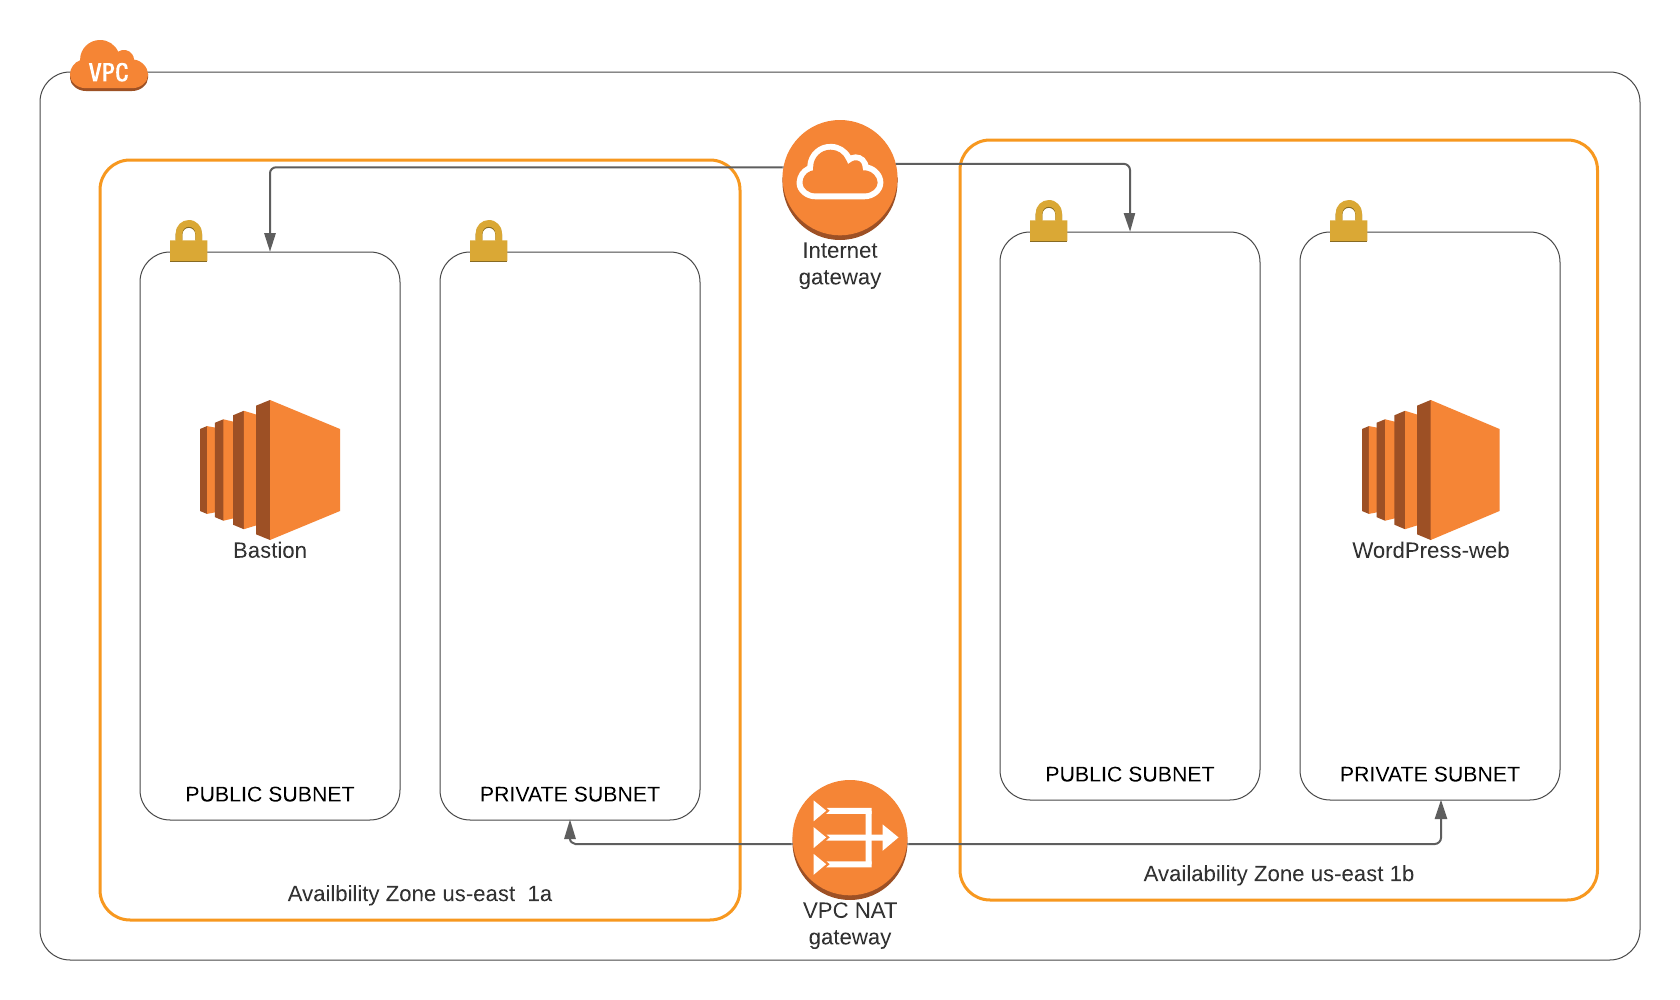 VPC
Internet
gateway
Bastion
WordPress-web
PUBLIC SUBNET
PRIVATE SUBNET
PUBLIC SUBNET
PRIVATE SUBNET
Availbility Zone us-east  1a
Availability Zone us-east 1b
VPC NAT
gateway